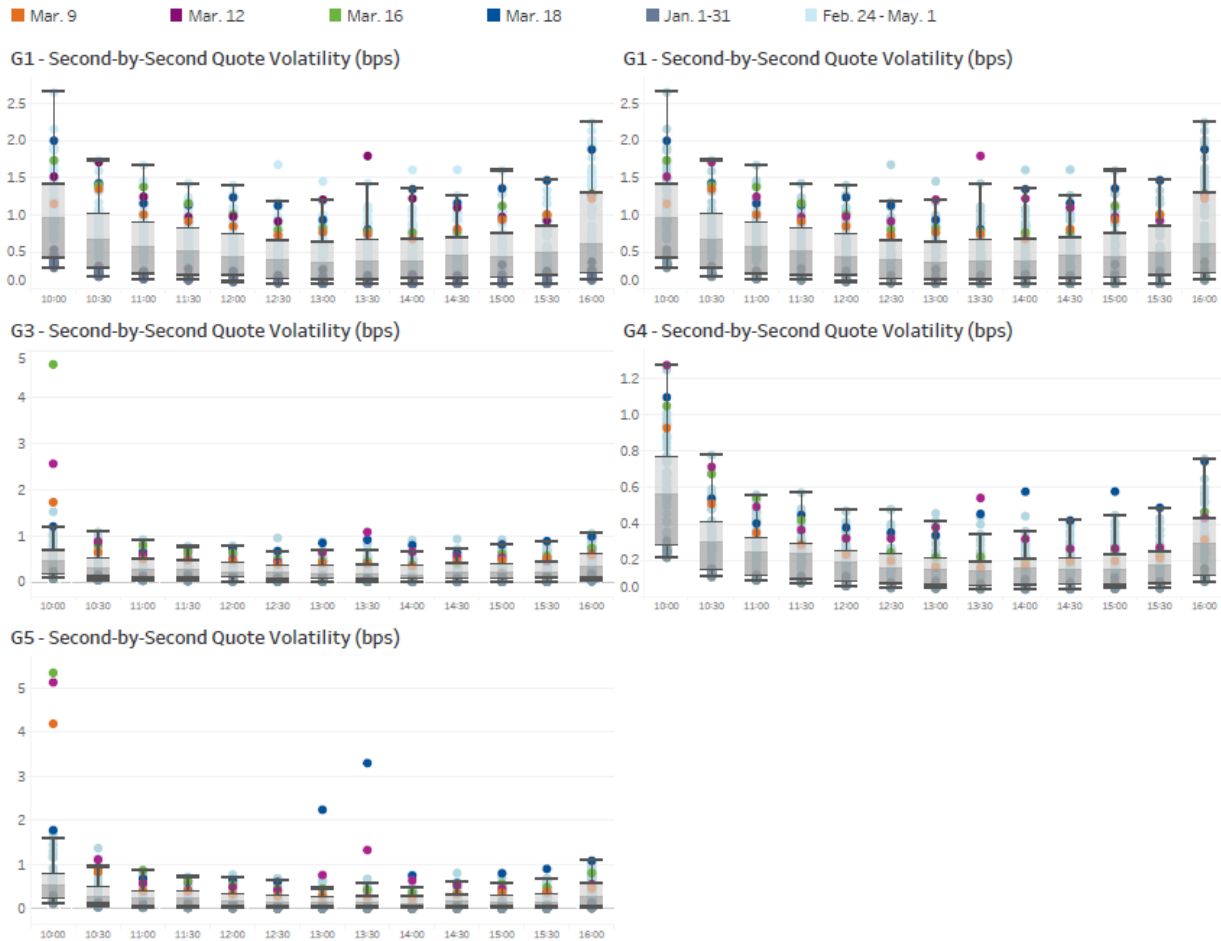 Mar. 9 Mar. 12 Mar. 16 Mar. 18 Jan. 1-31 Feb. 24 - May. 1
G1 - Second-by-Second Quote Volatility (bps)
2.5
2.0
1.5
1.0
0.5
0.0
10:00 10:30 11:00 11:30 12:00 12:30 13:00 13:30 14:00 14:30 15:00 15:30 16:00
G1 - Second-by-Second Quote Volatility (bps)
2.5
2.0
1.5
1.0
0.5
0.0
10:00 10:30 11:00 11:30 12:00 12:30 13:00 13:30 14:00 14:30 15:00 15:30 16:00
G3 - Second-by-Second Quote Volatility (bps)
5
4
3
2
1
0
10:00 10:30 11:00 11:30 12:00 12:30 13:00 13:30 14:00 14:30 15:00 15:30 16:00
G4 - Second-by-Second Quote Volatility (bps)
1.2
1.0
0.8
0.6
0.4
0.2
0.0
10:00 10:30 11:00 11:30 12:00 12:30 13:00 13:30 14:00 14:30 15:00 15:30 16:00
G5 - Second-by-Second Quote Volatility (bps)
5
4
3
2
1
0
10:00 10:30 11:00 11:30 12:00 12:30 13:00 13:30 14:00 14:30 15:00 15:30 16:00